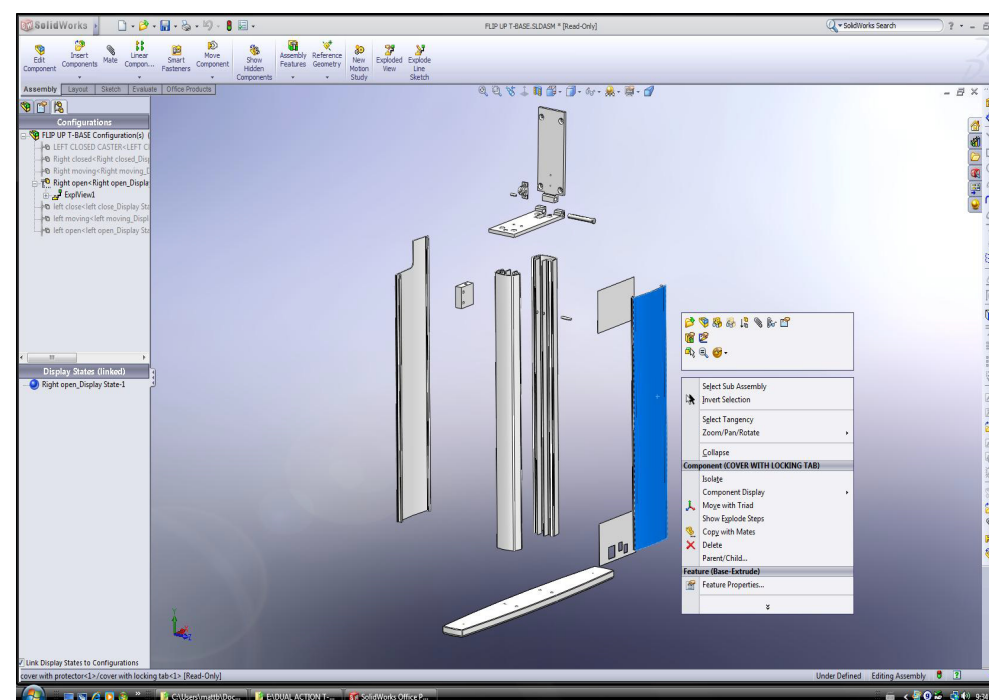 SolidWorks
FLIP UP T-BASE.SLDASM * [Read-Only]
SolidWorks Search
Edit Component
Insert Components
Mate
Linear Compon...
Smart Fasteners
Move Component
Show Hidden Components
Assembly Features
Reference Geometry
New Motion Study
Exploded View
Explode Line Sketch
Assembly
Layout
Sketch
Evaluate
Office Products
Configurations
FLIP UP T-BASE Configuration(s) (
LEFT CLOSED CASTER<LEFT C
Right closed<Right closed_Disp
Right moving<Right moving_D
Right open<Right open_Displa
ExplView1
left close<left close_Display Sta
left moving<left moving_Displ
left open<left open_Display Sta
Display States (linked)
Right open_Display State-1
Select Sub Assembly
Invert Selection
Select Tangency
Zoom/Pan/Rotate
Collapse
Component (COVER WITH LOCKING TAB)
Isolate
Component Display
Move with Triad
Show Explode Steps
Copy with Mates
Delete
Parent/Child...
Feature (Base-Extrude)
Feature Properties...
Link Display States to Configurations
cover with protector<1>/cover with locking tab<1> [Read-Only]
Under Defined
Editing Assembly
C:\Users\mattb\Doc...
E:\DUAL ACTION T-...
SolidWorks Office P...